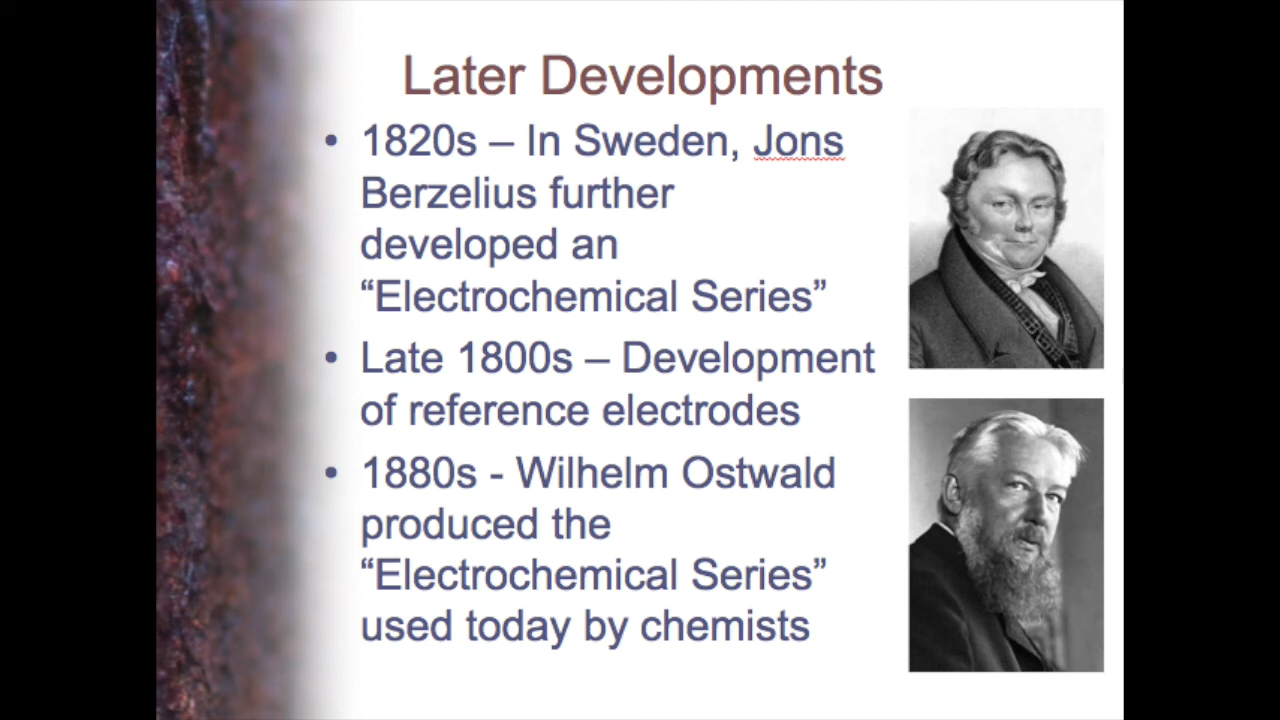 Later Developments
• 1820s – In Sweden, Jons
Berzelius further
developed an
“Electrochemical Series”
• Late 1800s – Development
of reference electrodes
• 1880s - Wilhelm Ostwald
produced the
“Electrochemical Series”
used today by chemists